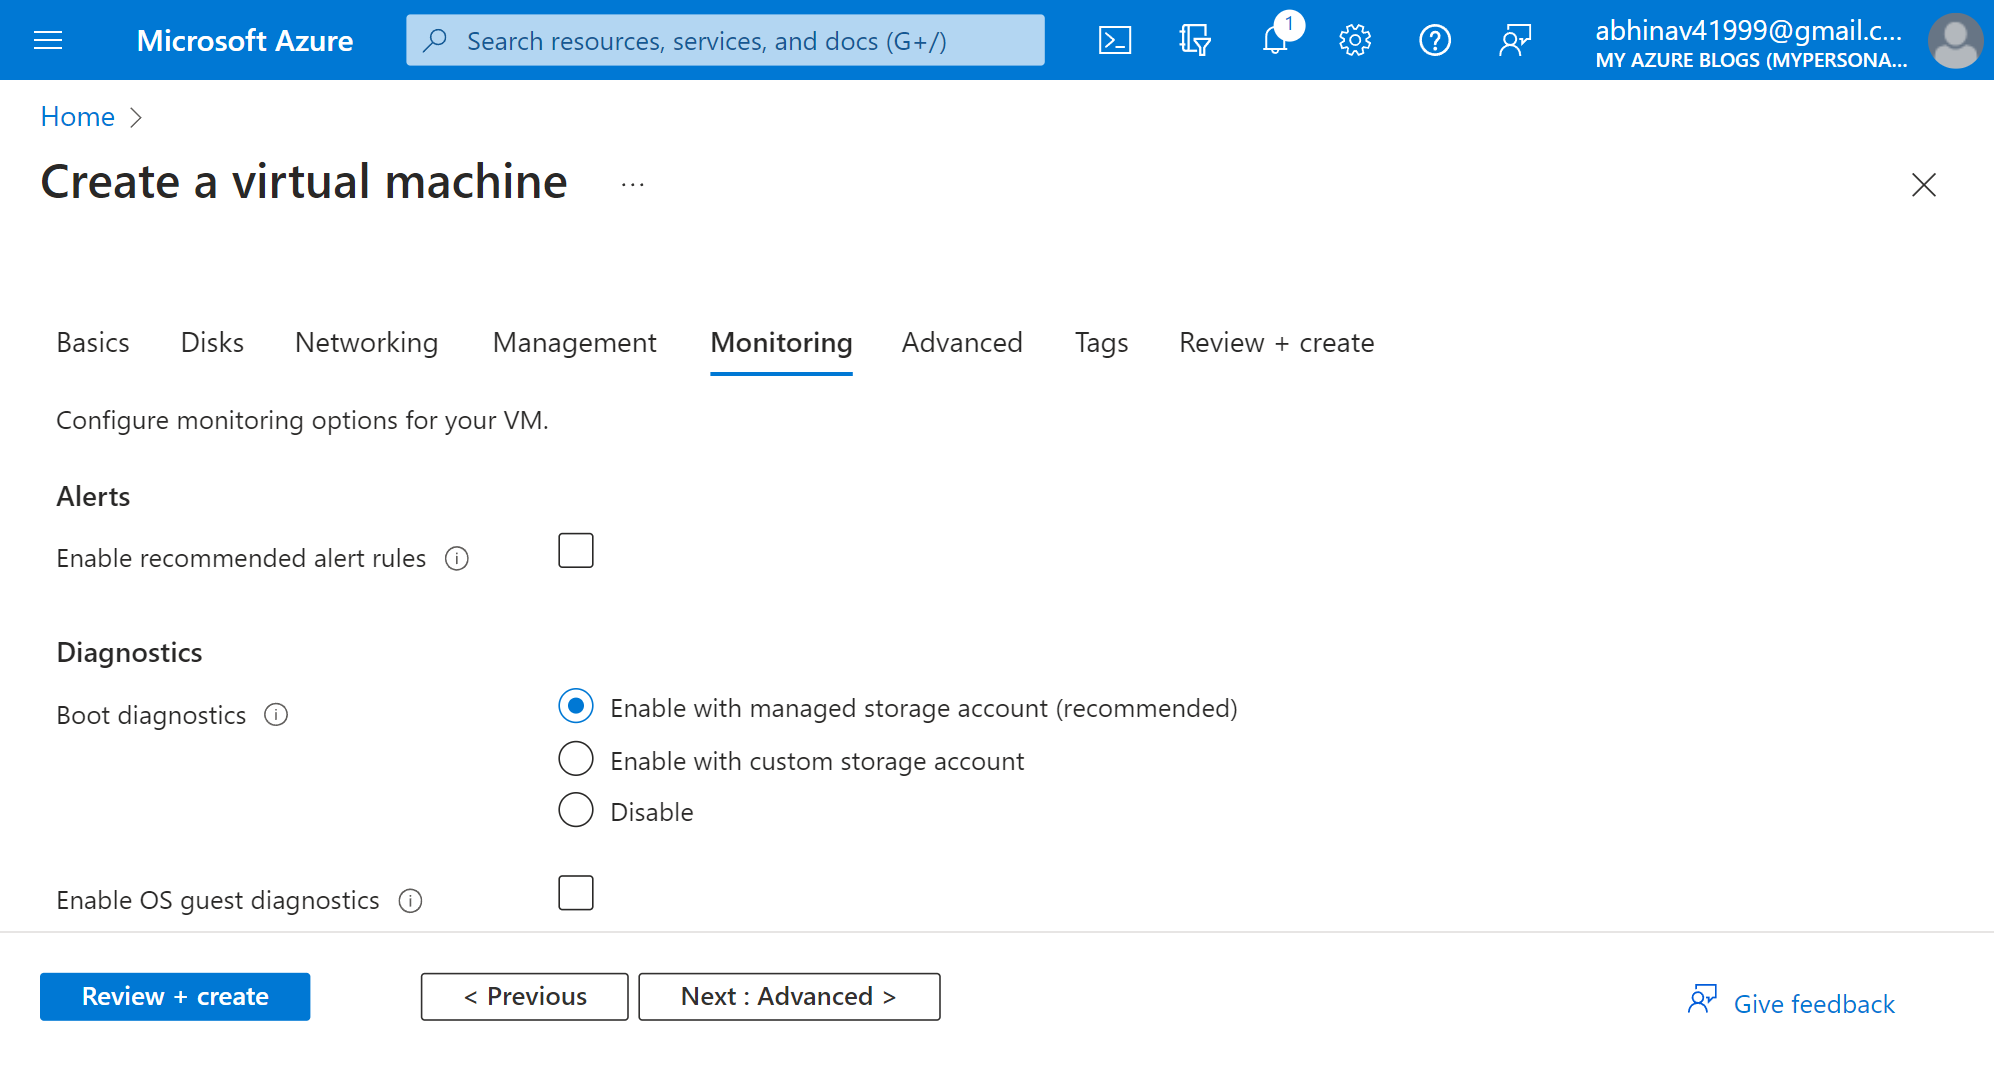 Microsoft Azure
Search resources, services, and docs (G+/)
1
abhinav41999@gmail.c...
MY AZURE BLOGS (MYPERSONA...
Home
Create a virtual machine
...
Basics Disks Networking Management Monitoring Advanced Tags Review + create
Configure monitoring options for your VM.
Alerts
Enable recommended alert rules
Diagnostics
Boot diagnostics
Enable with managed storage account (recommended)
Enable with custom storage account
Disable
Enable OS guest diagnostics
Review + create
< Previous
Next : Advanced >
Give feedback